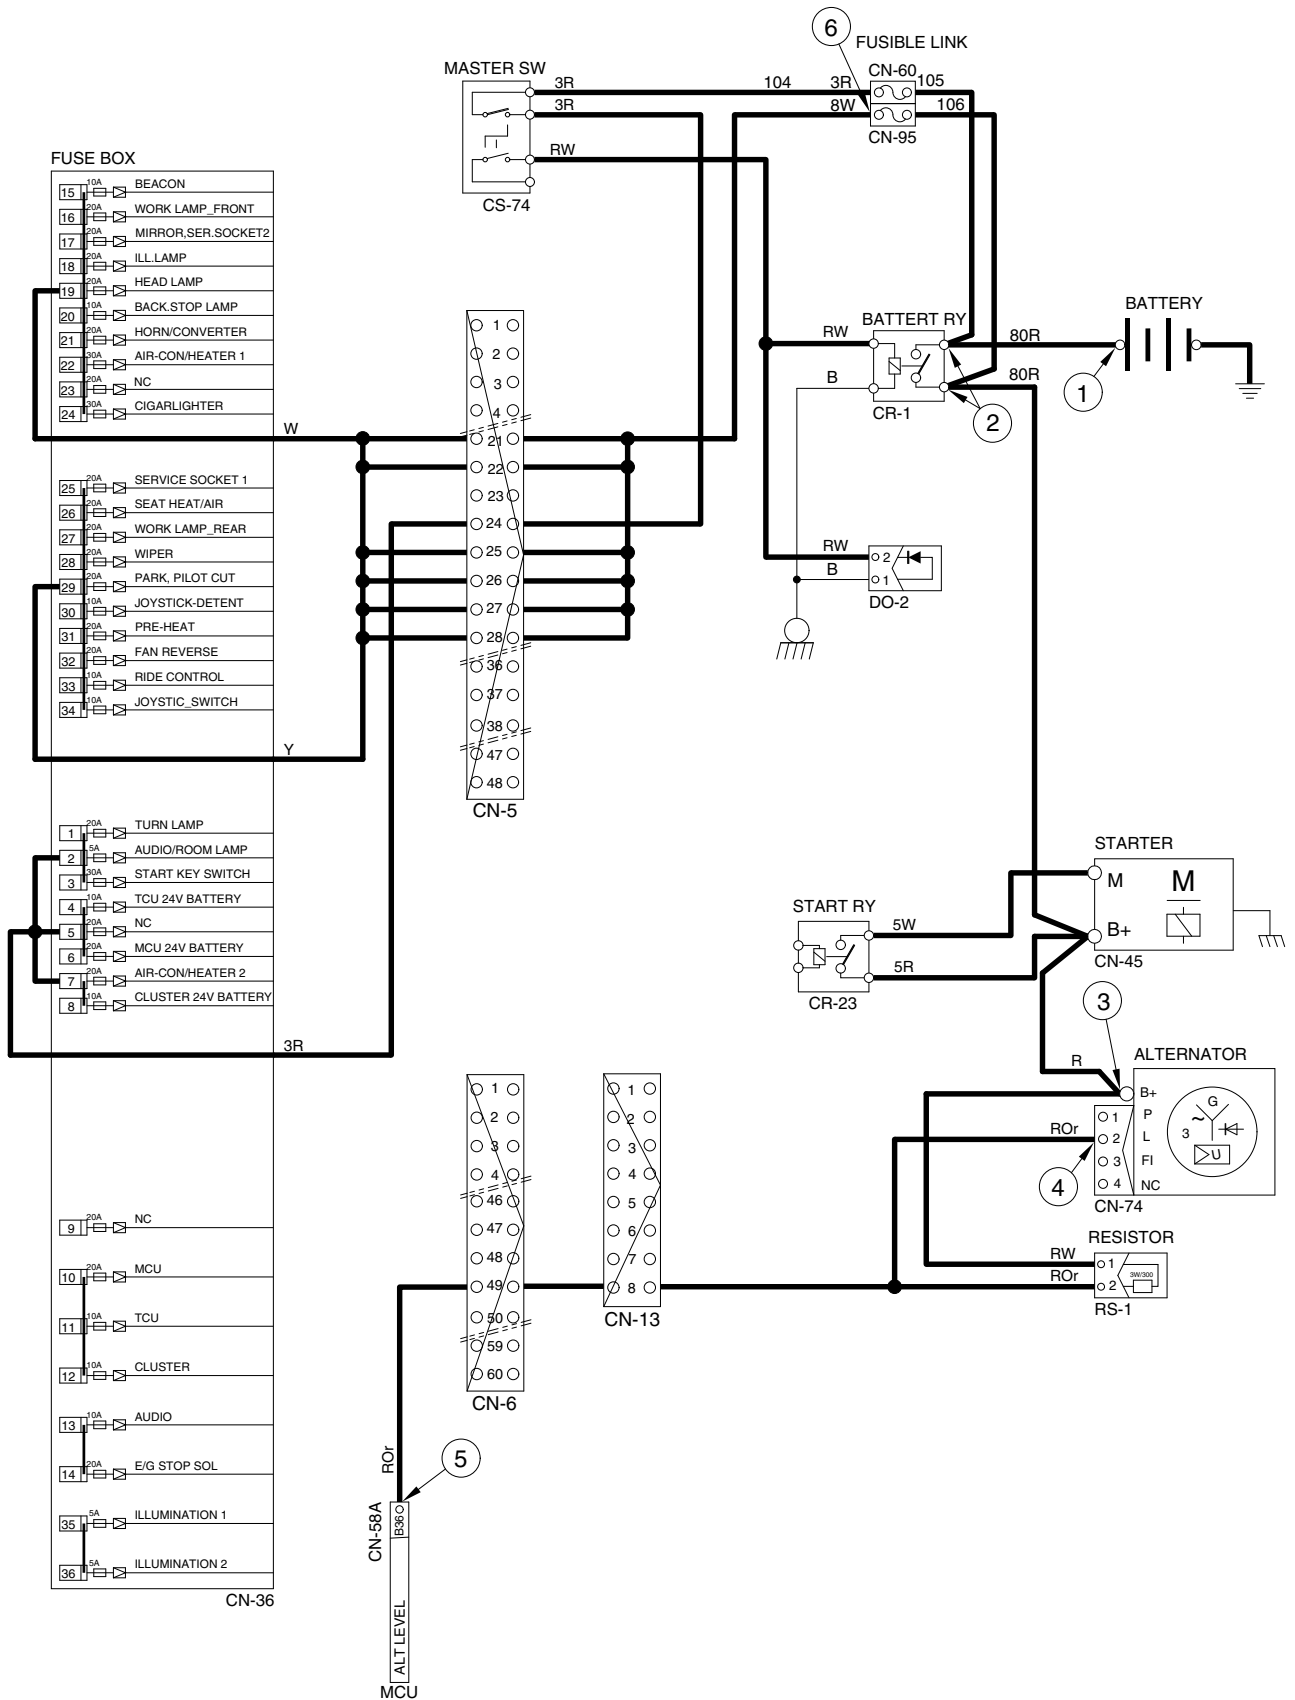 6
FUSIBLE LINK
MASTER SW
CN-60
3R 104 3R 105
3R 8W 106
CN-95
RW
CS-74
FUSE BOX
15 10A BEACON
16 20A WORK LAMP_FRONT
17 20A MIRROR,SER.SOCKET2
18 20A ILL.LAMP
19 20A HEAD LAMP
20 10A BACK.STOP LAMP
21 20A HORN/CONVERTER
22 30A AIR-CON/HEATER 1
23 20A NC
24 30A CIGARLIGHTER
W
25 20A SERVICE SOCKET 1
26 20A SEAT HEAT/AIR
27 20A WORK LAMP_REAR
28 20A WIPER
29 20A PARK, PILOT CUT
30 10A JOYSTICK-DETENT
31 20A PRE-HEAT
32 20A FAN REVERSE
33 10A RIDE CONTROL
34 10A JOYSTIC_SWITCH
Y
1 20A TURN LAMP
2 5A AUDIO/ROOM LAMP
3 30A START KEY SWITCH
4 10A TCU 24V BATTERY
5 20A NC
6 20A MCU 24V BATTERY
7 20A AIR-CON/HEATER 2
8 10A CLUSTER 24V BATTERY
3R
9 20A NC
10 20A MCU
11 10A TCU
12 10A CLUSTER
13 10A AUDIO
14 20A E/G STOP SOL
35 5A ILLUMINATION 1
36 5A ILLUMINATION 2
CN-36
1
2
3
4
21
22
23
24
25
26
27
28
36
37
38
47
48
CN-5
BATTERT RY
RW
B
CR-1
80R
80R
BATTERY
1
2
RW 2
B 1
DO-2
STARTER
M M
B+
CN-45
START RY
5W
5R
CR-23
3
R
ALTERNATOR
B+
1 P
ROr 2 L
3 FI
4 NC
G
3 ~
U
4
CN-74
RESISTOR
RW 1
ROr 2
3W/300
RS-1
1
2
3
4
46
47
48
49
50
59
60
CN-6
1
2
3
4
5
6
7
8
CN-13
ROr
5
CN-58A
B36
ALT LEVEL
MCU